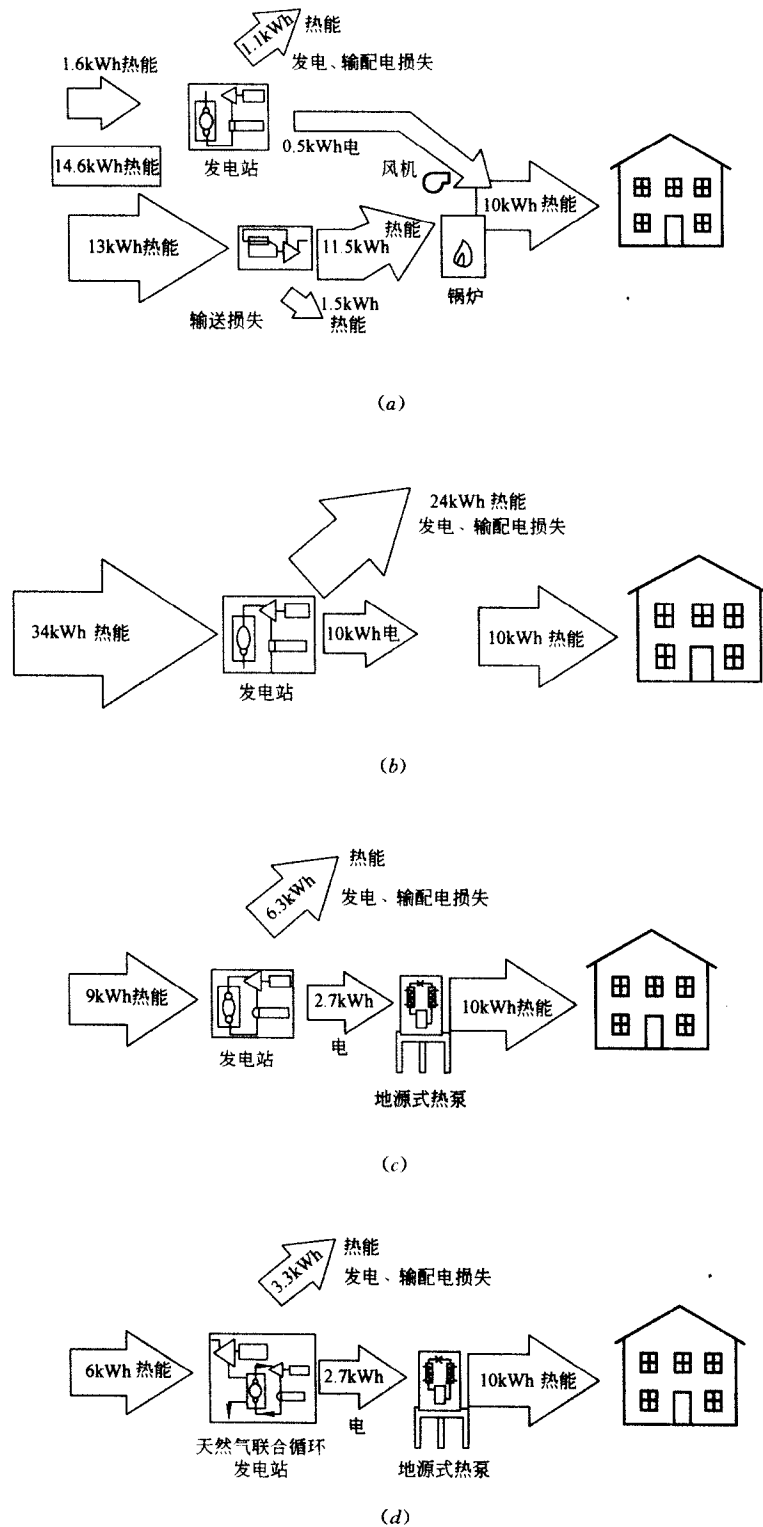 1.1kWh 热能
发电、输配电损失
1.6kWh热能
0.5kWh电
发电站
风机
14.6kWh热能
10kWh 热能
13kWh热能
11.5kWh
热能
锅炉
输送损失
1.5kWh
热能
(a)
24kWh 热能
发电、输配电损失
34kWh 热能
10kWh电
10kWh 热能
发电站
(b)
6.3kWh
热能
发电、输配电损失
9kWh热能
2.7kWh
电
10kWh热能
发电站
地源式热泵
(c)
3.3kWh
热能
发电、输配电损失
6kWh 热能
2.7kWh
电
10kWh 热能
天然气联合循环
发电站
地源式热泵
(d)